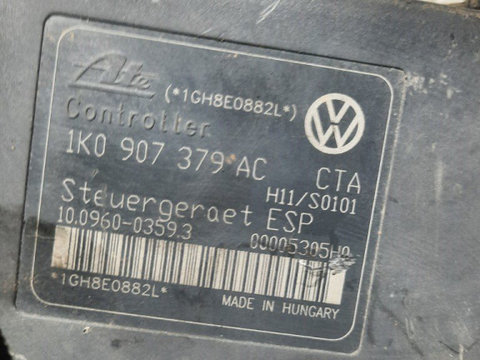 Ate (*1GH8E0882L*)
Controller
1K0 907 379 AC CTA
H11/S0101
Steuergeraet ESP
10.0960-0359.3 00005305H0
*1GH8E0882L*
MADE IN HUNGARY